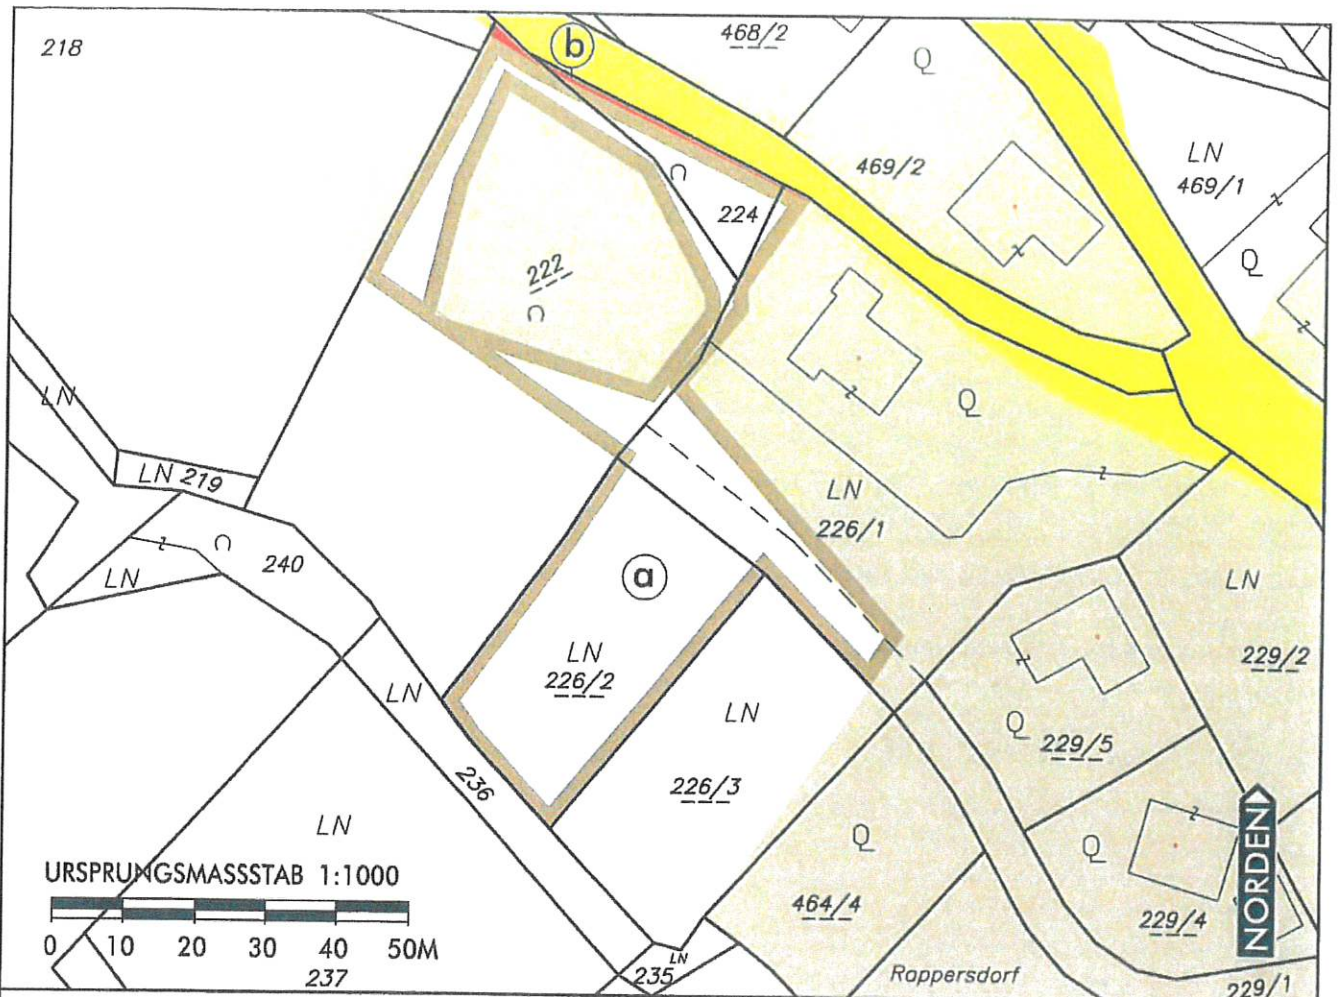 218
b
468/2
Q
469/2
LN
469/1
Q
224
222
Q
LN
LN 219
LN
226/1
240
LN
a
LN
226/2
LN
229/2
LN
Q
229/5
LN
226/3
236
LN
Q
Q
URSPRUNGSMASSSTAB 1:1000
0 10 20 30 40 50M
464/4
229/4
NORDEN
LN
237
235
Rappersdorf
229/1